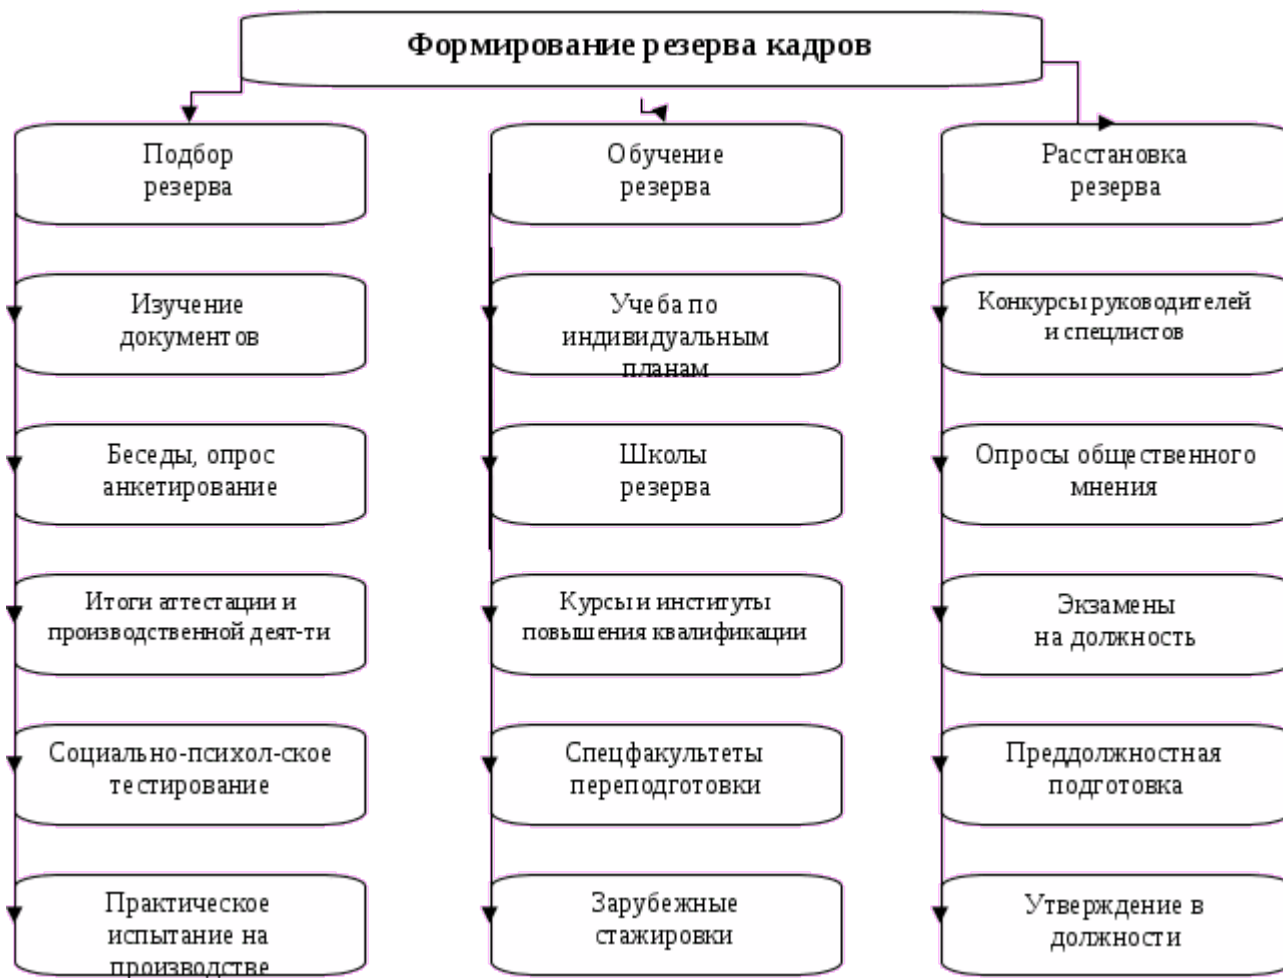 Формирование резерва кадров
Подбор
резерва
Изучение
документов
Беседы, опрос
анкетирование
Итоги аттестации и
производственной деят-ти
Социально-психол-ское
тестирование
Практическое
испытание на
производстве
Обучение
резерва
Учеба по
индивидуальным
планам
Школы
резерва
Курсы и институты
повышения квалификации
Спецфакультеты
переподготовки
Зарубежные
стажировки
Расстановка
резерва
Конкурсы руководителей
и спецлистов
Опросы общественного
мнения
Экзамены
на должность
Преддолжностная
подготовка
Утверждение в
должности